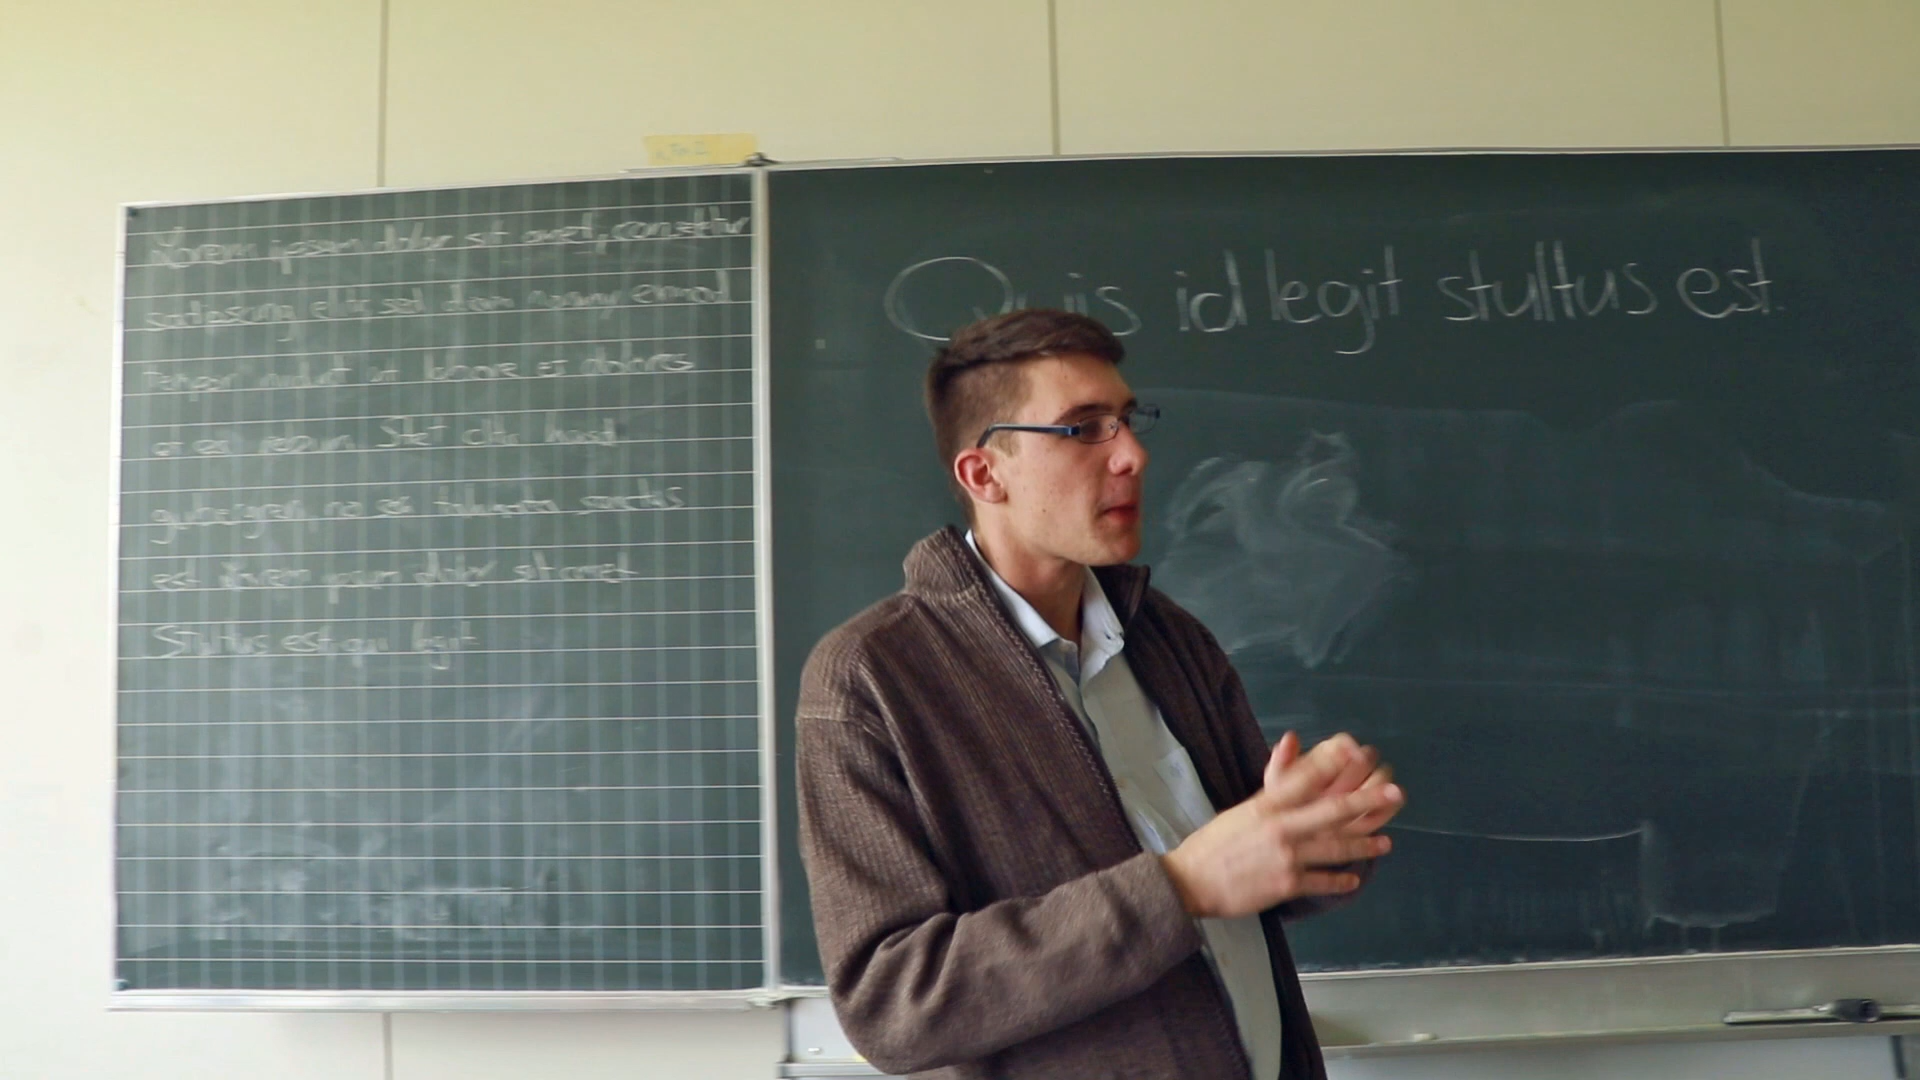 Lorem ipsum dolor sit amet, consetetur
sadipscing elitr sed diam nonumy eirmod
tempor invidunt ut labore et dolores
et ea rebum. Stet clita kasd
gubergren, no sea takimata sanctus
est Lorem ipsum dolor sit amet
Stultus est qui legit
Quis id legit stultus est.